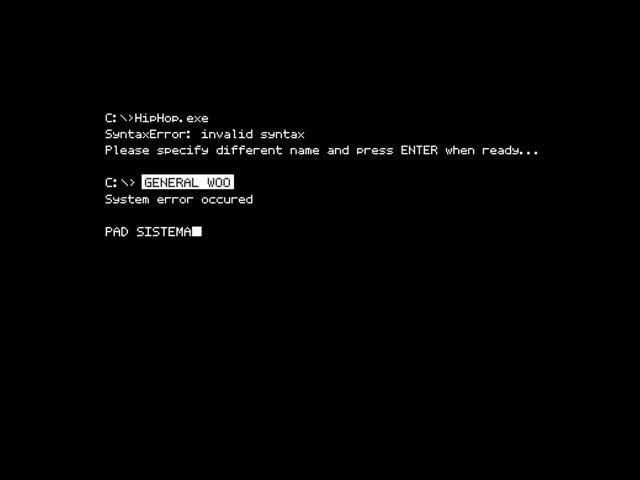 C:\>HipHop.exe
SyntaxError: invalid syntax
Please specify different name and press ENTER when ready...
C:\> GENERAL WOO
System error occured
PAD SISTEMA